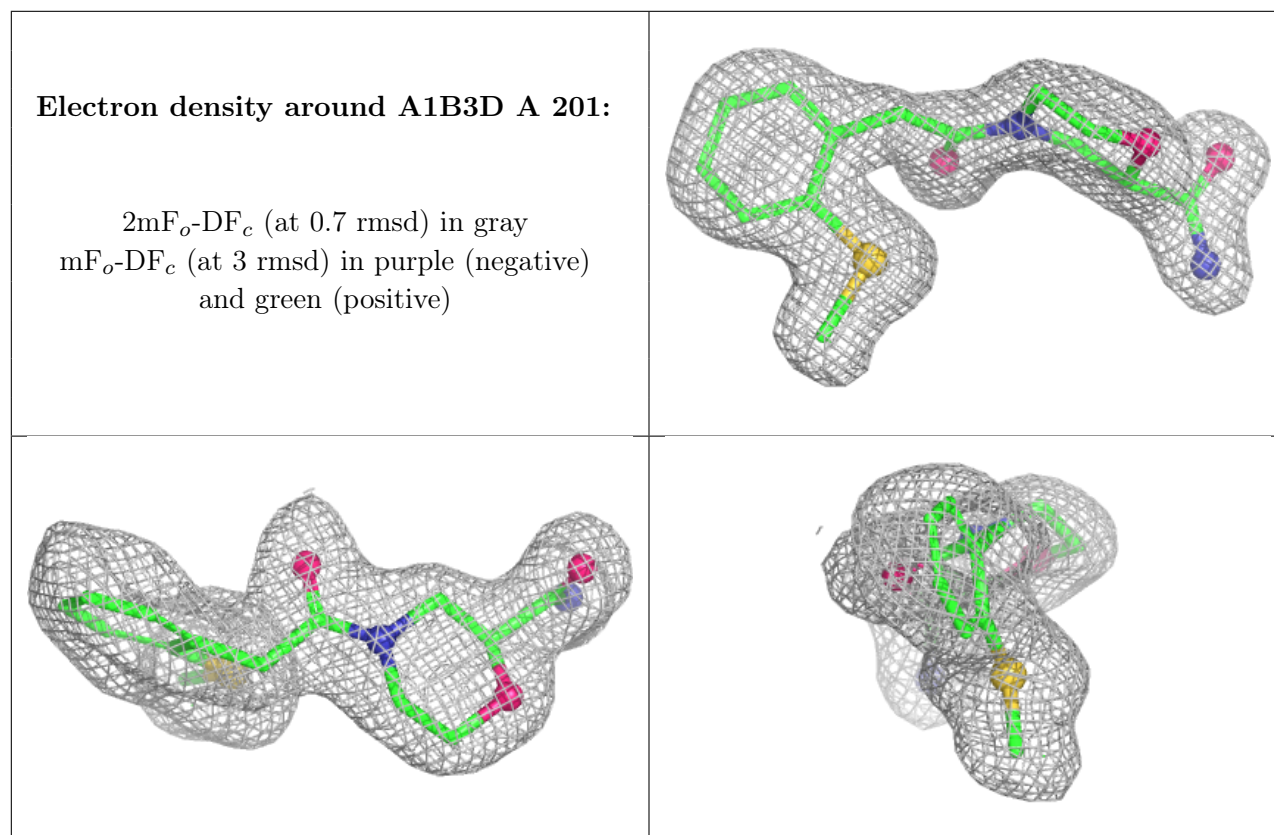 Electron density around A1B3D A 201:
2mFo-DFc (at 0.7 rmsd) in gray
mFo-DFc (at 3 rmsd) in purple (negative)
and green (positive)